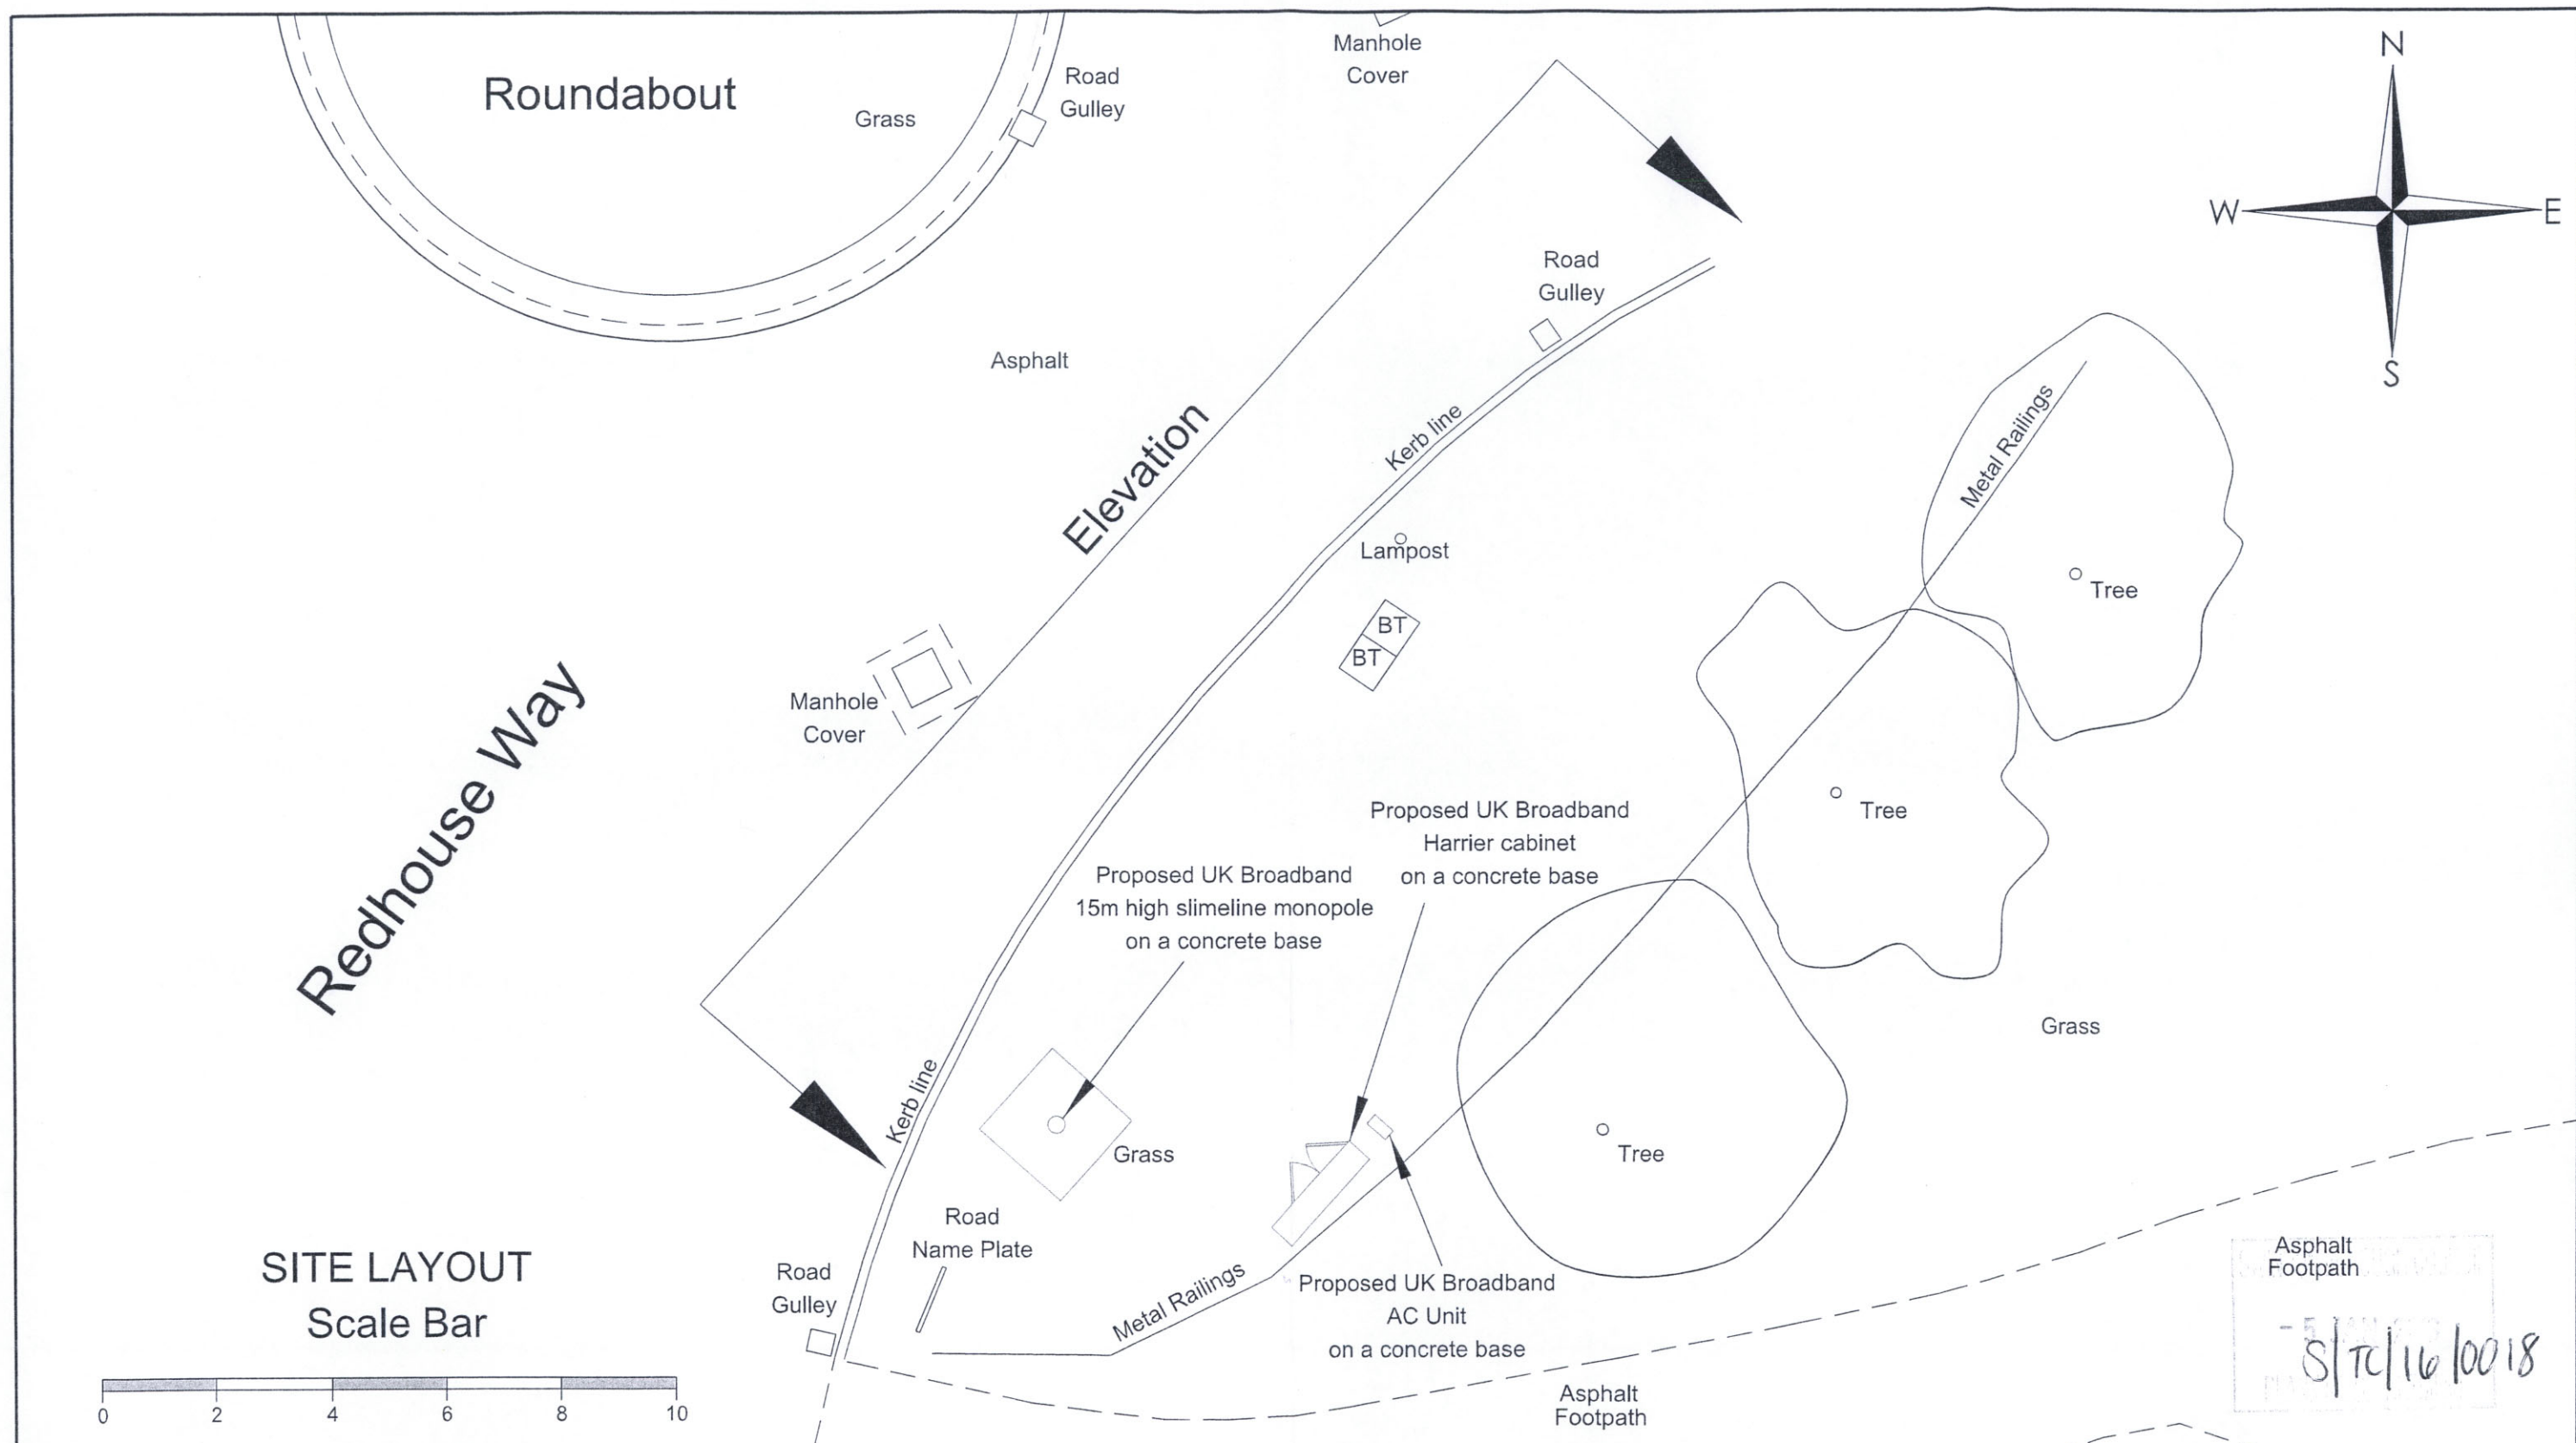 Roundabout
Grass
Road
Gulley
Manhole
Cover
N
W
E
S
Road
Gulley
Asphalt
Elevation
Kerb line
Metal Railings
Lampost
BT
BT
Tree
Manhole
Cover
Redhouse Way
Tree
Proposed UK Broadband
Harrier cabinet
on a concrete base
Proposed UK Broadband
15m high slimeline monopole
on a concrete base
Grass
Kerb line
Grass
Tree
Road
Name Plate
Road
Gulley
Metal Railings
Proposed UK Broadband
AC Unit
on a concrete base
Asphalt
Footpath
SITE LAYOUT
Scale Bar
0 2 4 6 8 10
Asphalt
Footpath
S/TC/16/0018